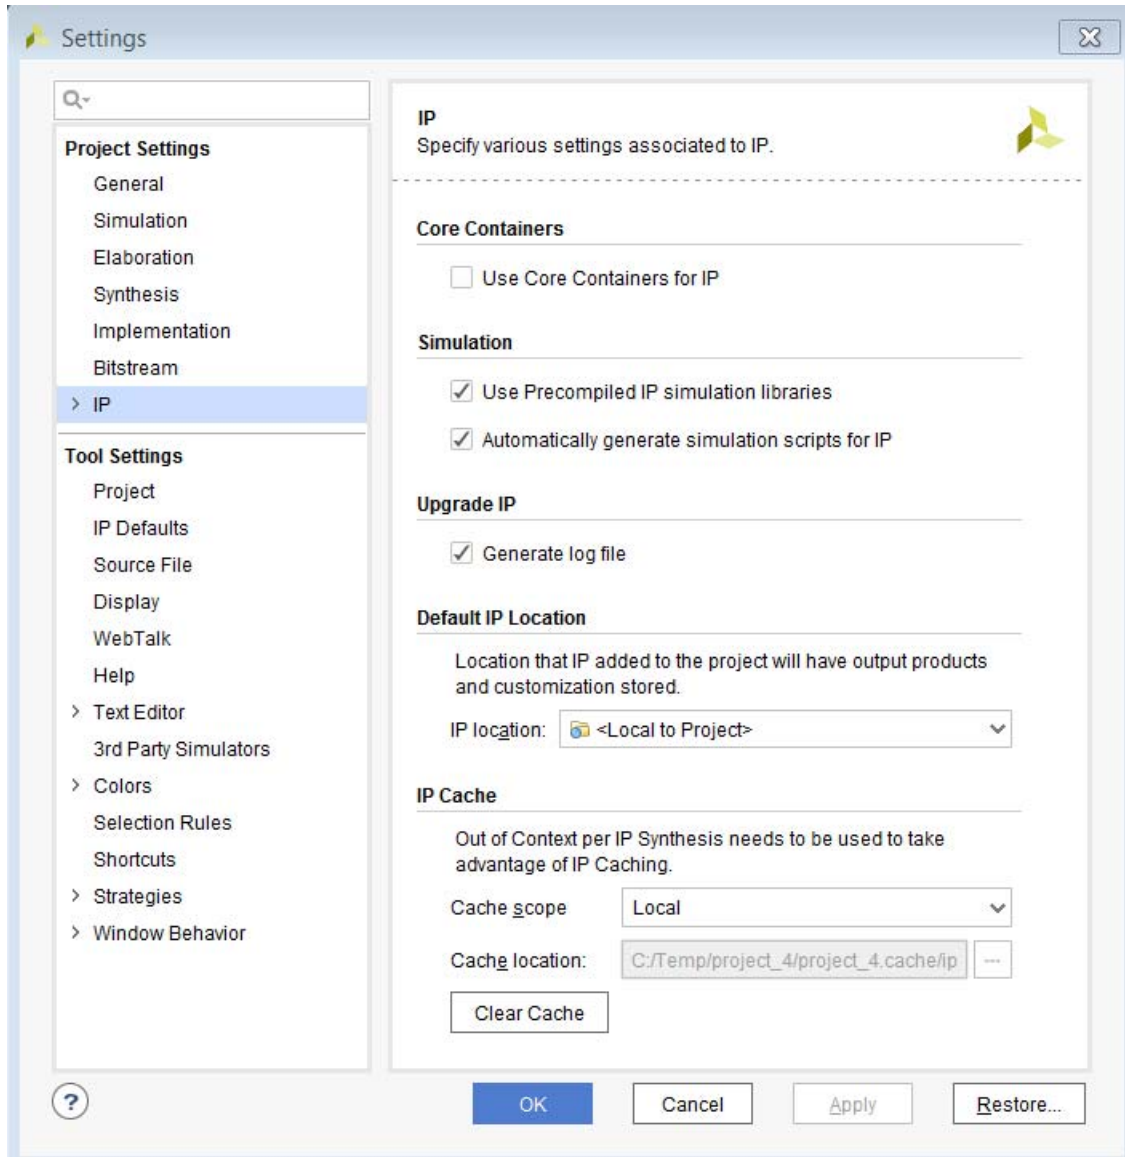 Settings
Project Settings
General
Simulation
Elaboration
Synthesis
Implementation
Bitstream
IP
Tool Settings
Project
IP Defaults
Source File
Display
WebTalk
Help
Text Editor
3rd Party Simulators
Colors
Selection Rules
Shortcuts
Strategies
Window Behavior
IP
Specify various settings associated to IP.
Core Containers
Use Core Containers for IP
Simulation
Use Precompiled IP simulation libraries
Automatically generate simulation scripts for IP
Upgrade IP
Generate log file
Default IP Location
Location that IP added to the project will have output products
and customization stored.
IP location: <Local to Project>
IP Cache
Out of Context per IP Synthesis needs to be used to take
advantage of IP Caching.
Cache scope Local
Cache location: C:/Temp/project_4/project_4.cache/ip ...
Clear Cache
? OK Cancel Apply Restore...